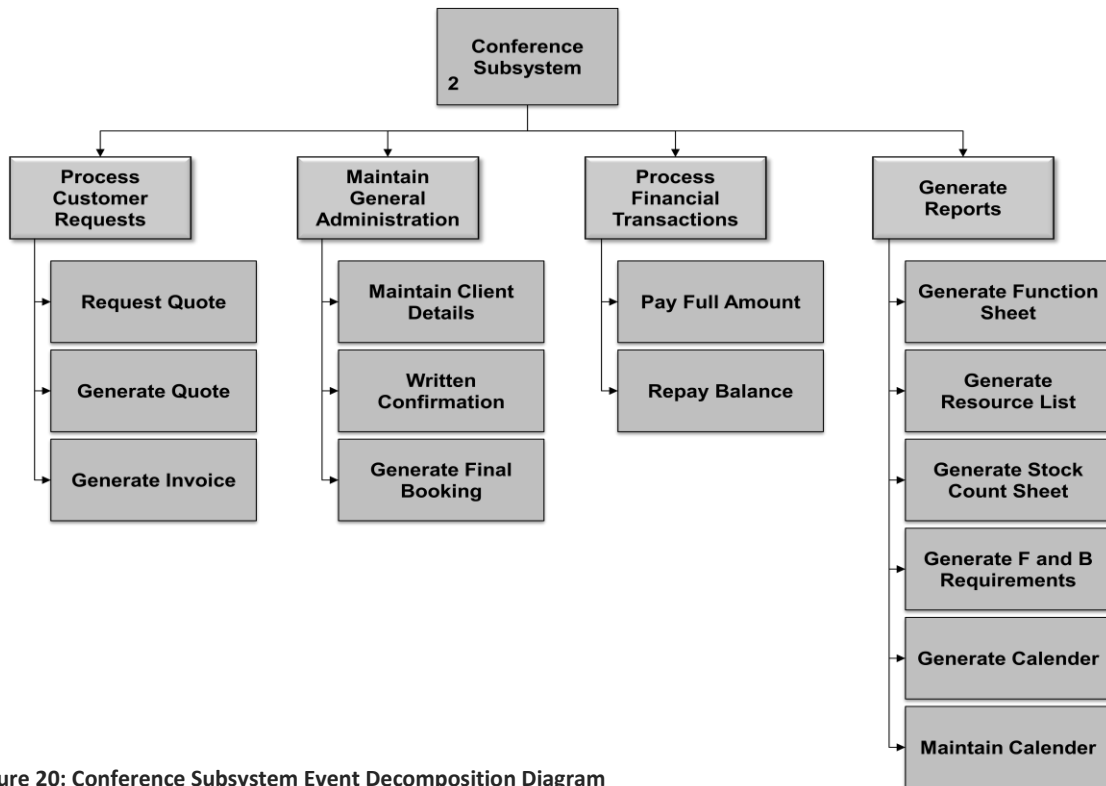 Conference
Subsystem
2
Process
Customer
Requests
Maintain
General
Administration
Process
Financial
Transactions
Generate
Reports
Request Quote
Generate Quote
Generate Invoice
Maintain Client
Details
Written
Confirmation
Generate Final
Booking
Pay Full Amount
Repay Balance
Generate Function
Sheet
Generate
Resource List
Generate Stock
Count Sheet
Generate F and B
Requirements
Generate Calender
Maintain Calender
ure 20: Conference Subsystem Event Decomposition Diagram